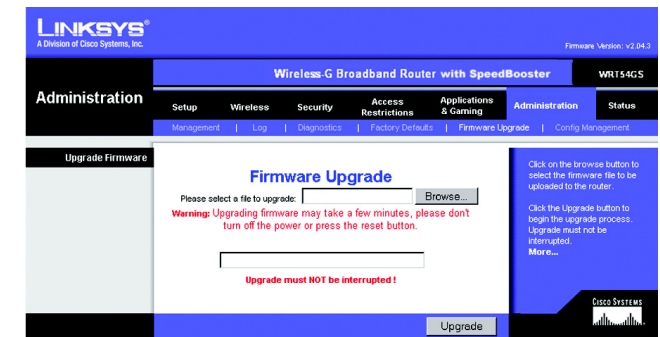 LINKSYS®
A Division of Cisco Systems, Inc.
Firmware Version: v2.04.3
Wireless-G Broadband Router with SpeedBooster
WRT54GS
Administration
Setup
Wireless
Security
Access Restrictions
Applications & Gaming
Administration
Status
Management | Log | Diagnostics | Factory Defaults | Firmware Upgrade | Config Management
Upgrade Firmware
Firmware Upgrade
Please select a file to upgrade:
Browse...
Warning: Upgrading firmware may take a few minutes, please don't
turn off the power or press the reset button.
Upgrade must NOT be interrupted !
Click on the browse button to
select the firmware file to be
uploaded to the router.
Click the Upgrade button to
begin the upgrade process.
Upgrade must not be
interrupted.
More...
Upgrade
CISCO SYSTEMS